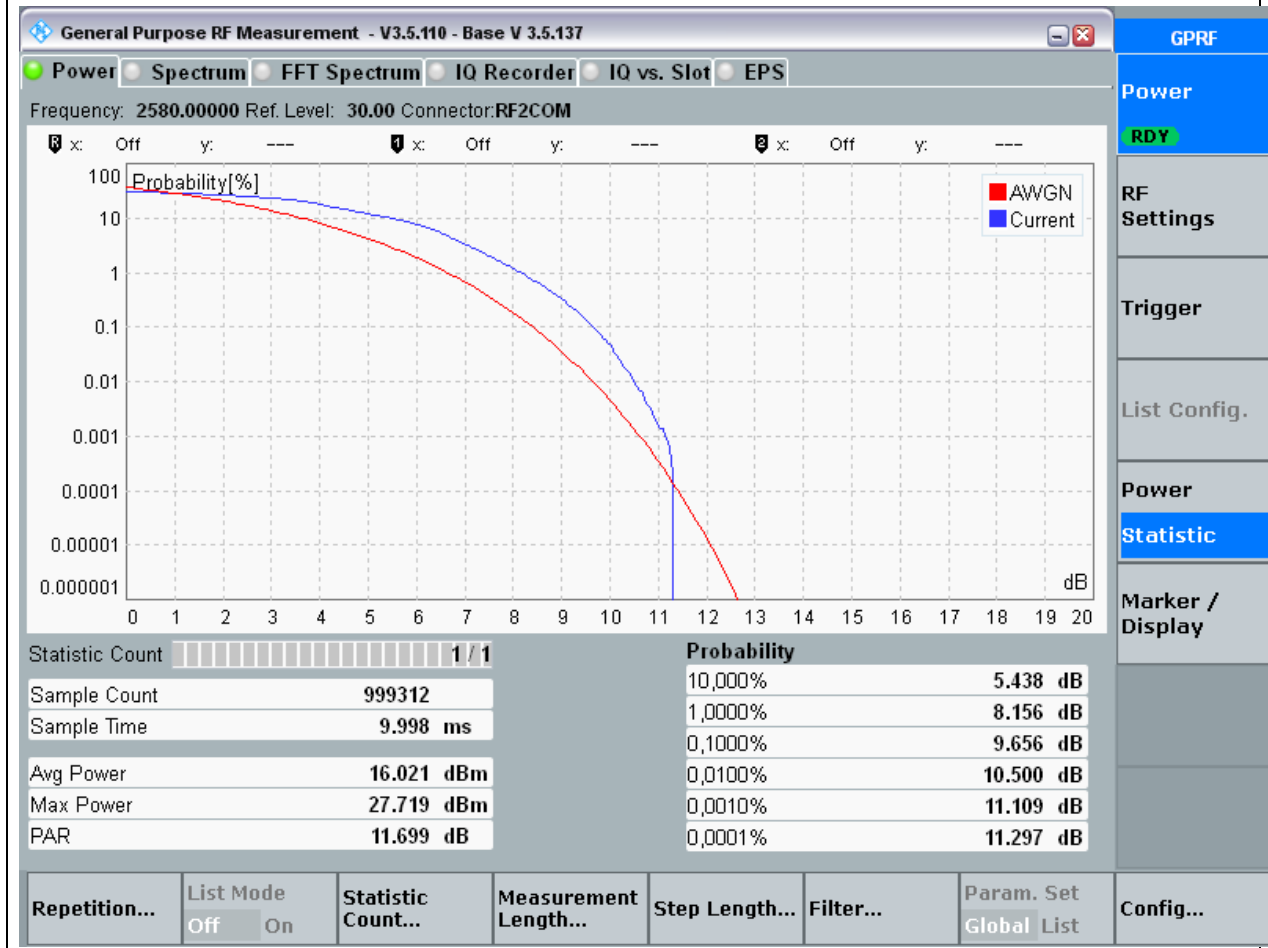 General Purpose RF Measurement - V3.5.110 - Base V 3.5.137
GPRF
Power Spectrum FFT Spectrum IQ Recorder IQ vs. Slot EPS
Frequency: 2580.00000 Ref. Level: 30.00 Connector:RF2COM
R x: Off y: --- 1 x: Off y: --- 2 x: Off y: ---
Probability[%]
AWGN
Current
100
10
1
0.1
0.01
0.001
0.0001
0.00001
0.000001
dB
0 1 2 3 4 5 6 7 8 9 10 11 12 13 14 15 16 17 18 19 20
Statistic Count 1 / 1
Sample Count 999312
Sample Time 9.998 ms
Avg Power 16.021 dBm
Max Power 27.719 dBm
PAR 11.699 dB
Probability
10,000% 5.438 dB
1,0000% 8.156 dB
0,1000% 9.656 dB
0,0100% 10.500 dB
0,0010% 11.109 dB
0,0001% 11.297 dB
Power
RDY
RF
Settings
Trigger
List Config.
Power
Statistic
Marker /
Display
Repetition...
List Mode
Off On
Statistic
Count...
Measurement
Length...
Step Length...
Filter...
Param. Set
Global List
Config...